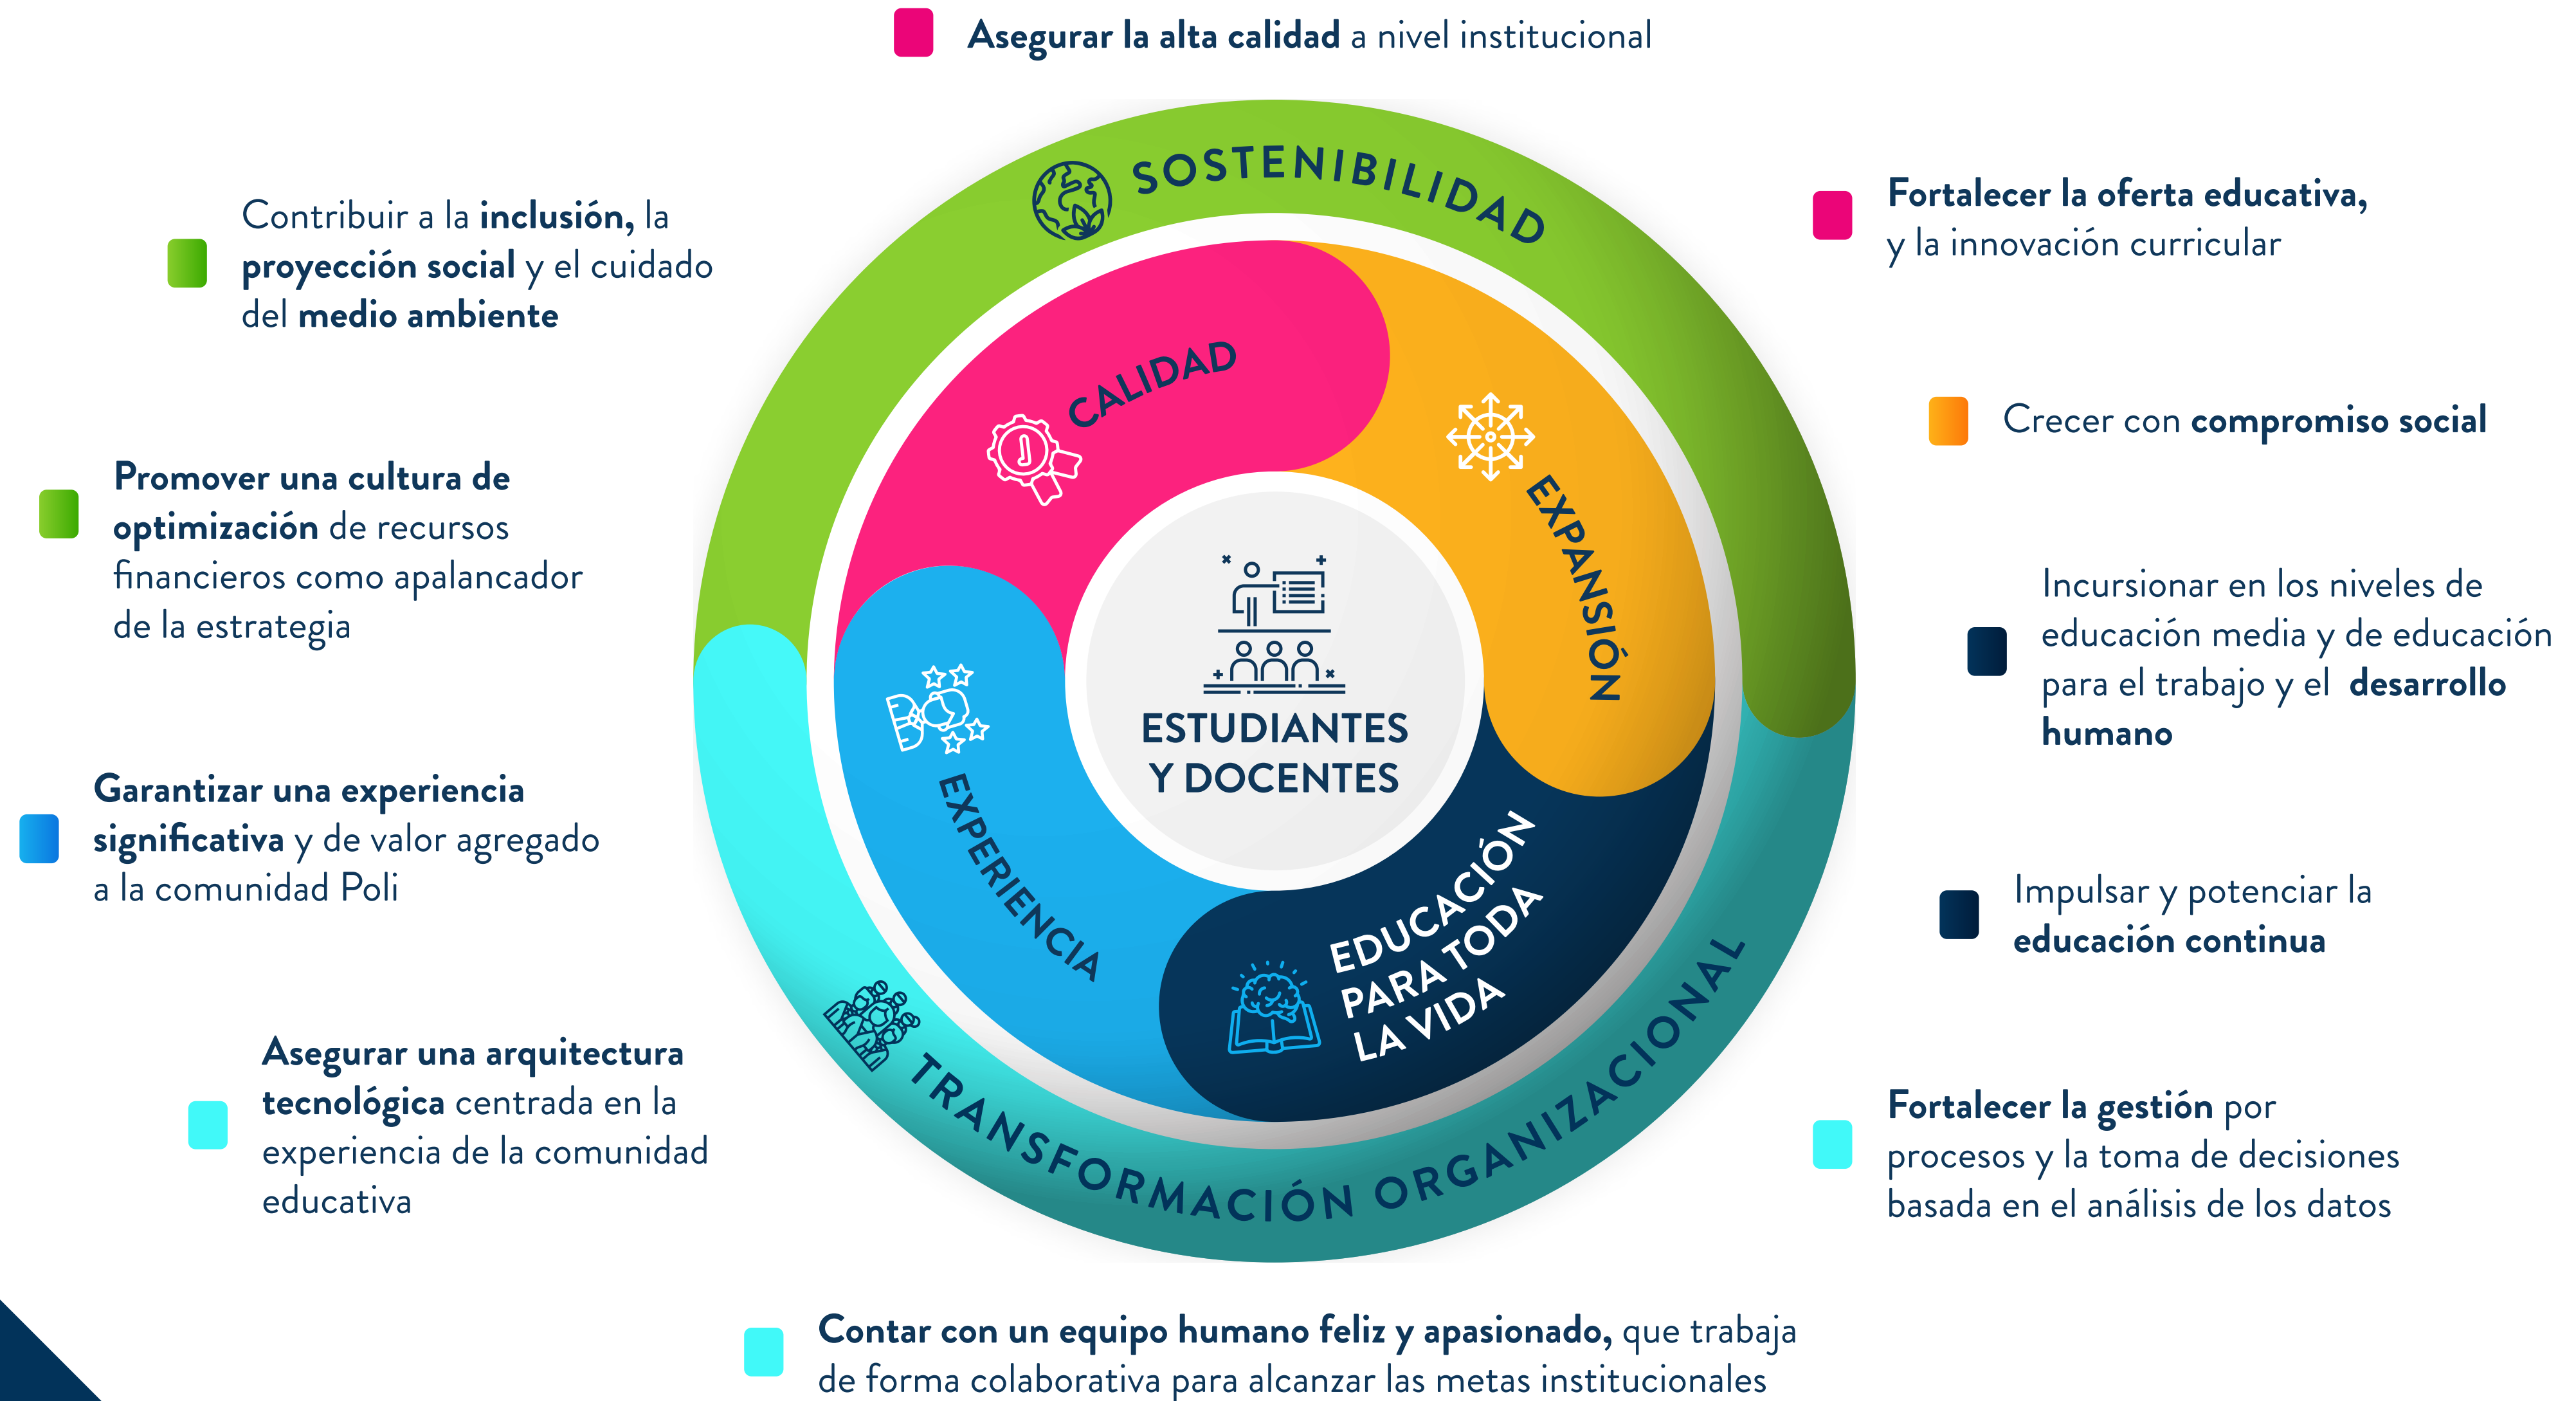 Asegurar la alta calidad a nivel institucional
Fortalecer la oferta educativa,
y la innovación curricular
Crecer con compromiso social
Incursionar en los niveles de
educación media y de educación
para el trabajo y el desarrollo
humano
Impulsar y potenciar la
educación continua
Fortalecer la gestión por
procesos y la toma de decisiones
basada en el análisis de los datos
Contar con un equipo humano feliz y apasionado, que trabaja
de forma colaborativa para alcanzar las metas institucionales
Asegurar una arquitectura
tecnológica centrada en la
experiencia de la comunidad
educativa
Garantizar una experiencia
significativa y de valor agregado
a la comunidad Poli
Promover una cultura de
optimización de recursos
financieros como apalancador
de la estrategia
Contribuir a la inclusión, la
proyección social y el cuidado
del medio ambiente
SOSTENIBILIDAD
CALIDAD
EXPANSIÓN
EDUCACIÓN
PARA TODA
LA VIDA
EXPERIENCIA
TRANSFORMACIÓN ORGANIZACIONAL
ESTUDIANTES
Y DOCENTES